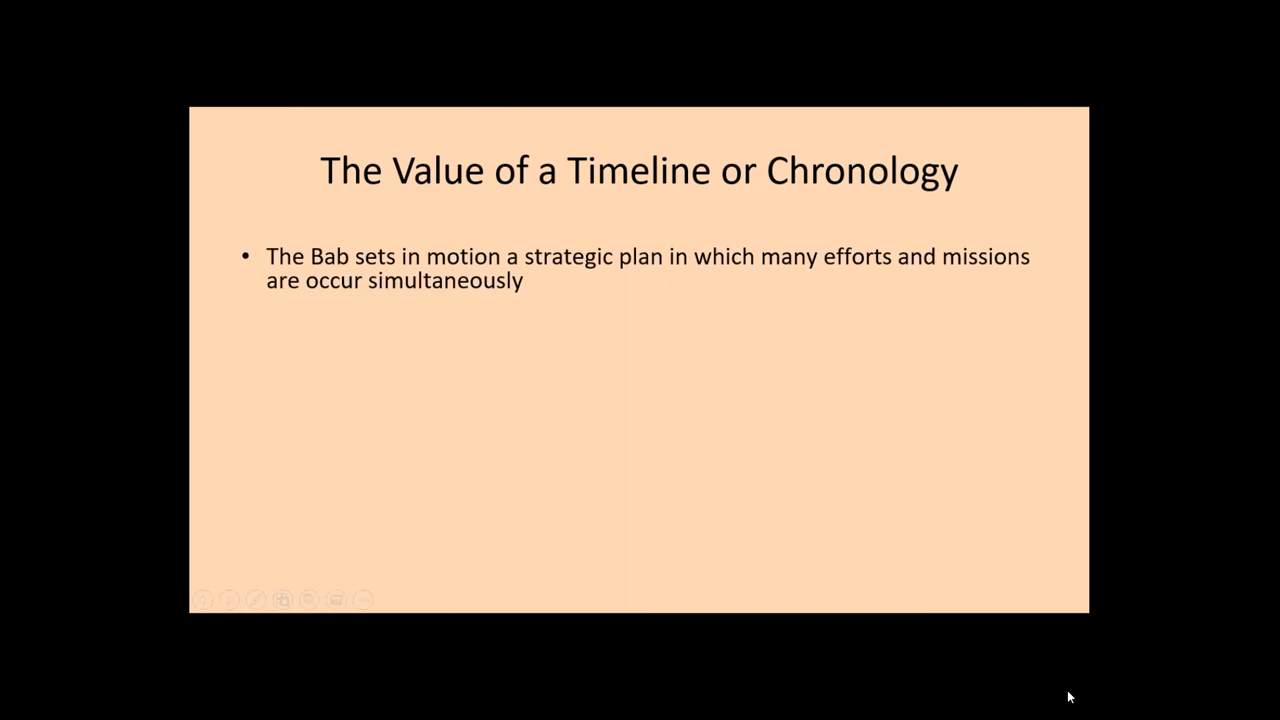 The Value of a Timeline or Chronology
• The Bab sets in motion a strategic plan in which many efforts and missions
are occur simultaneously